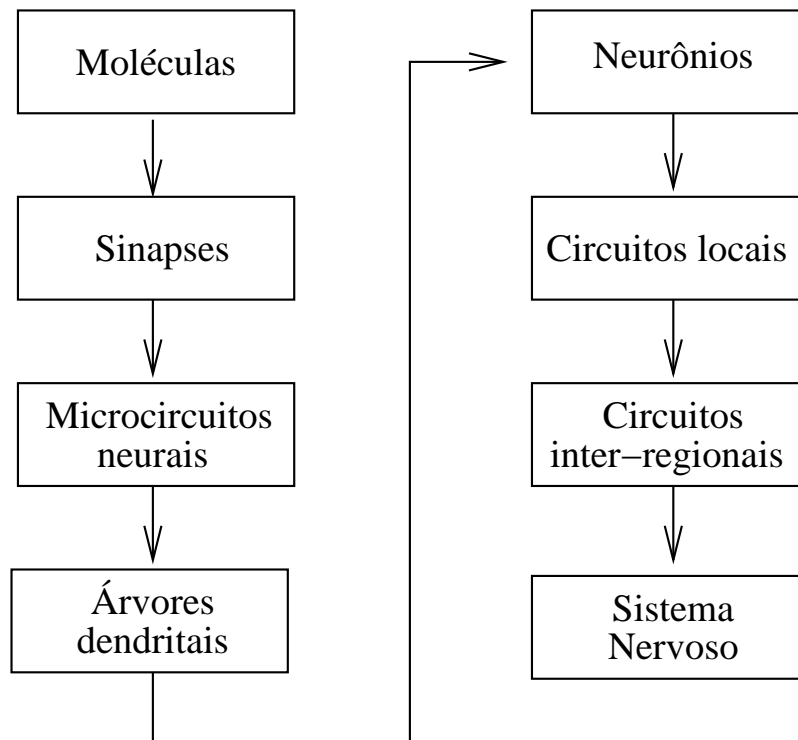 Moléculas
Sinapses
Microcircuitos
neurais
Árvores
dendritais
Neurônios
Circuitos locais
Circuitos
inter−regionais
Sistema
Nervoso